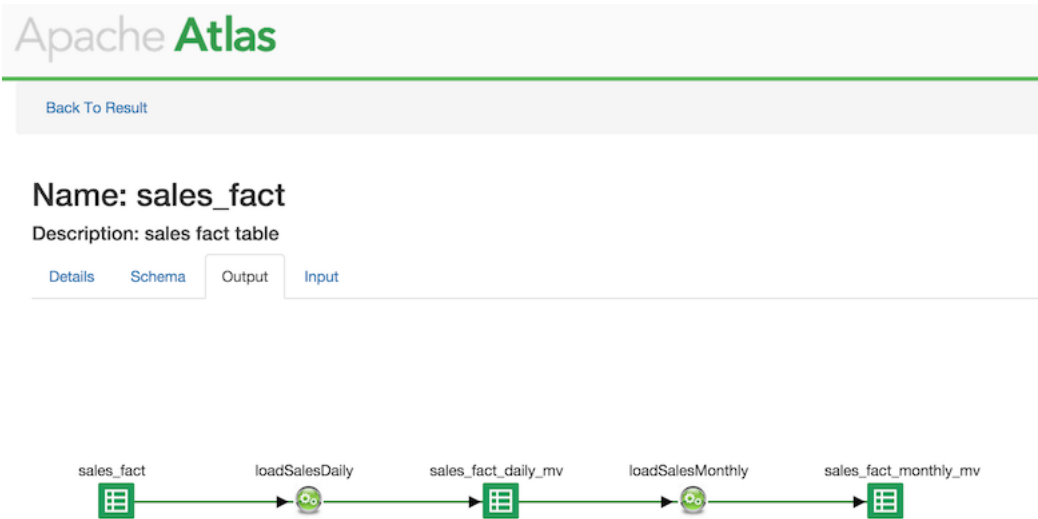 Apache Atlas
Back To Result
Name: sales_fact
Description: sales fact table
Details Schema Output Input
sales_fact loadSalesDaily sales_fact_daily_mv loadSalesMonthly sales_fact_monthly_mv